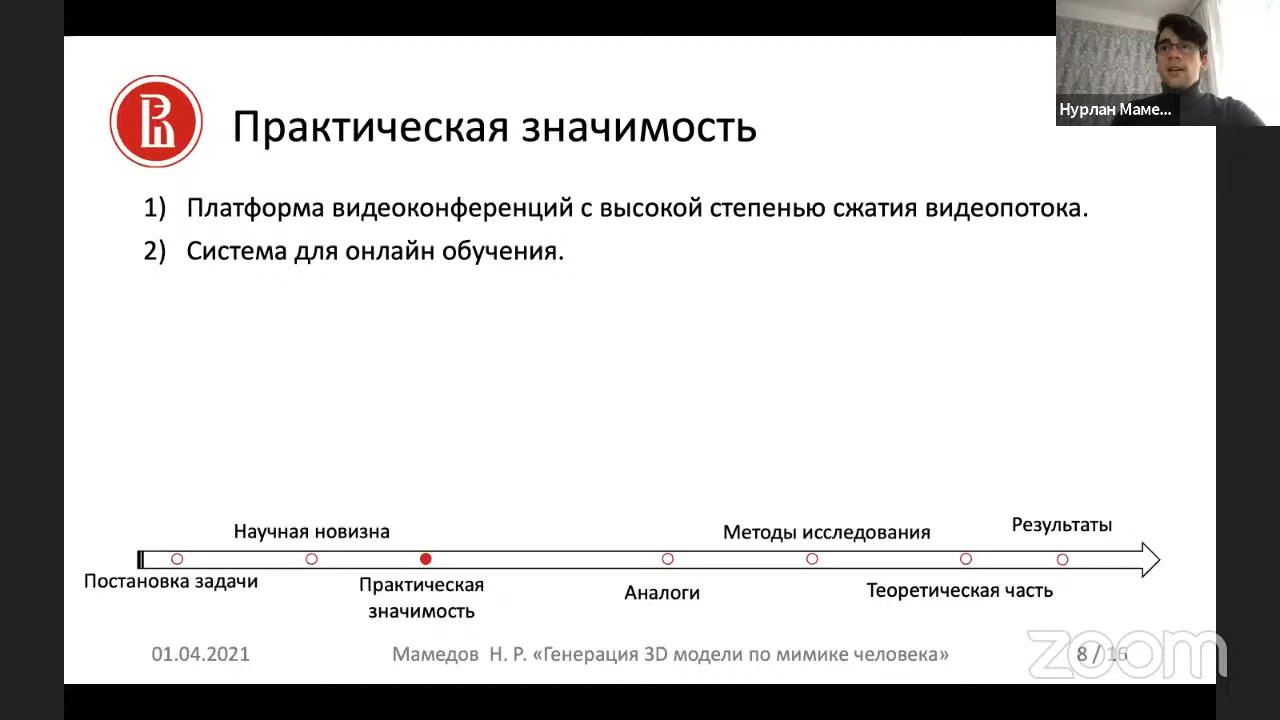 Нурлан Маме...
Практическая значимость
1) Платформа видеоконференций с высокой степенью сжатия видеопотока.
2) Система для онлайн обучения.
Научная новизна
Методы исследования
Результаты
Постановка задачи
Практическая
значимость
Аналоги
Теоретическая часть
01.04.2021
Мамедов Н. Р. «Генерация 3D модели по мимике человека»
8 / 16
zoom